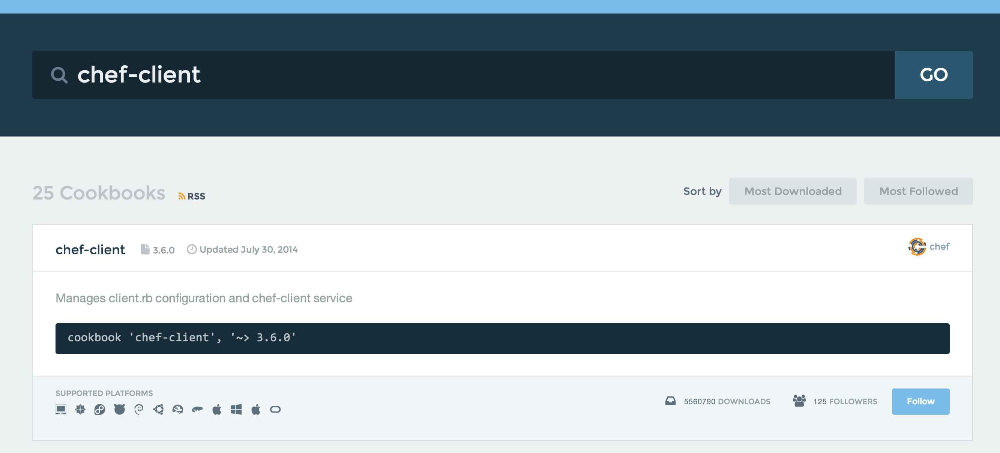 chef-client
GO
25 Cookbooks
RSS
Sort by
Most Downloaded
Most Followed
chef-client
3.6.0
Updated July 30, 2014
chef
Manages client.rb configuration and chef-client service
cookbook 'chef-client', '~> 3.6.0'
SUPPORTED PLATFORMS
5560790 DOWNLOADS
125 FOLLOWERS
Follow